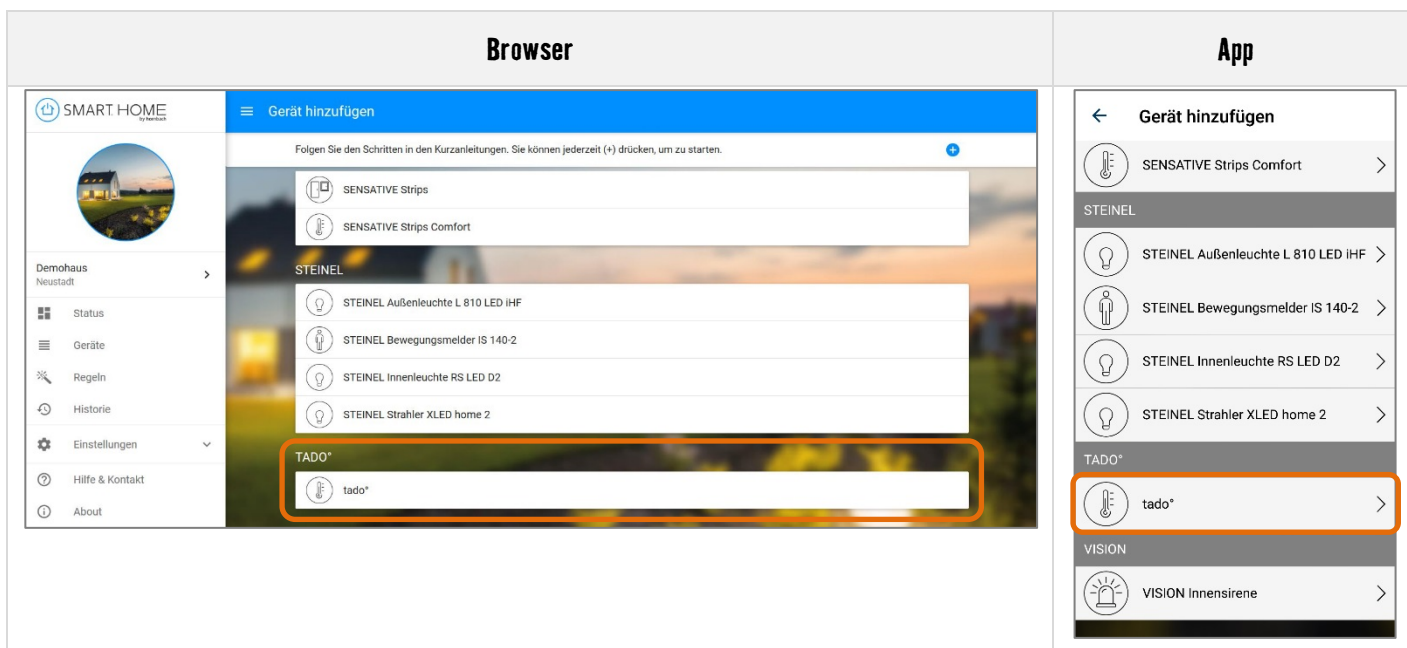 Browser
App
SMART HOME
by hornbach
Demohaus
Neustadt
Status
Geräte
Regeln
Historie
Einstellungen
Hilfe & Kontakt
About
Gerät hinzufügen
Folgen Sie den Schritten in den Kurzanleitungen. Sie können jederzeit (+) drücken, um zu starten.
SENSATIVE Strips
SENSATIVE Strips Comfort
STEINEL
STEINEL Außenleuchte L 810 LED iHF
STEINEL Bewegungsmelder IS 140-2
STEINEL Innenleuchte RS LED D2
STEINEL Strahler XLED home 2
TADO°
tado°
Gerät hinzufügen
SENSATIVE Strips Comfort
STEINEL
STEINEL Außenleuchte L 810 LED iHF
STEINEL Bewegungsmelder IS 140-2
STEINEL Innenleuchte RS LED D2
STEINEL Strahler XLED home 2
TADO°
tado°
VISION
VISION Innensirene